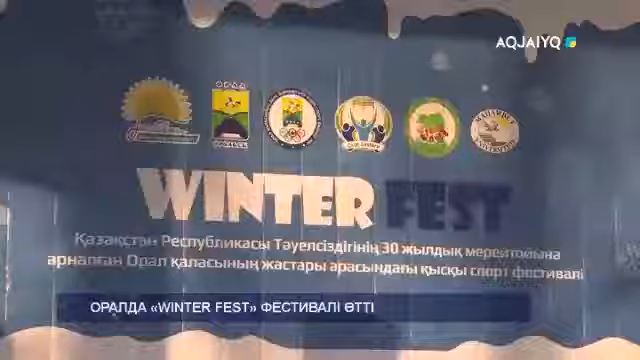 AQJAIYQ
ОРАЛ
WINTER FEST
Қазақстан Республикасы Тәуелсіздігінің 30 жылдық мерейтойына
арналған Орал қаласының жастары арасындағы қысқы спорт фестивалі
ОРАЛДА «WINTER FEST» ФЕСТИВАЛІ ӨТТІ